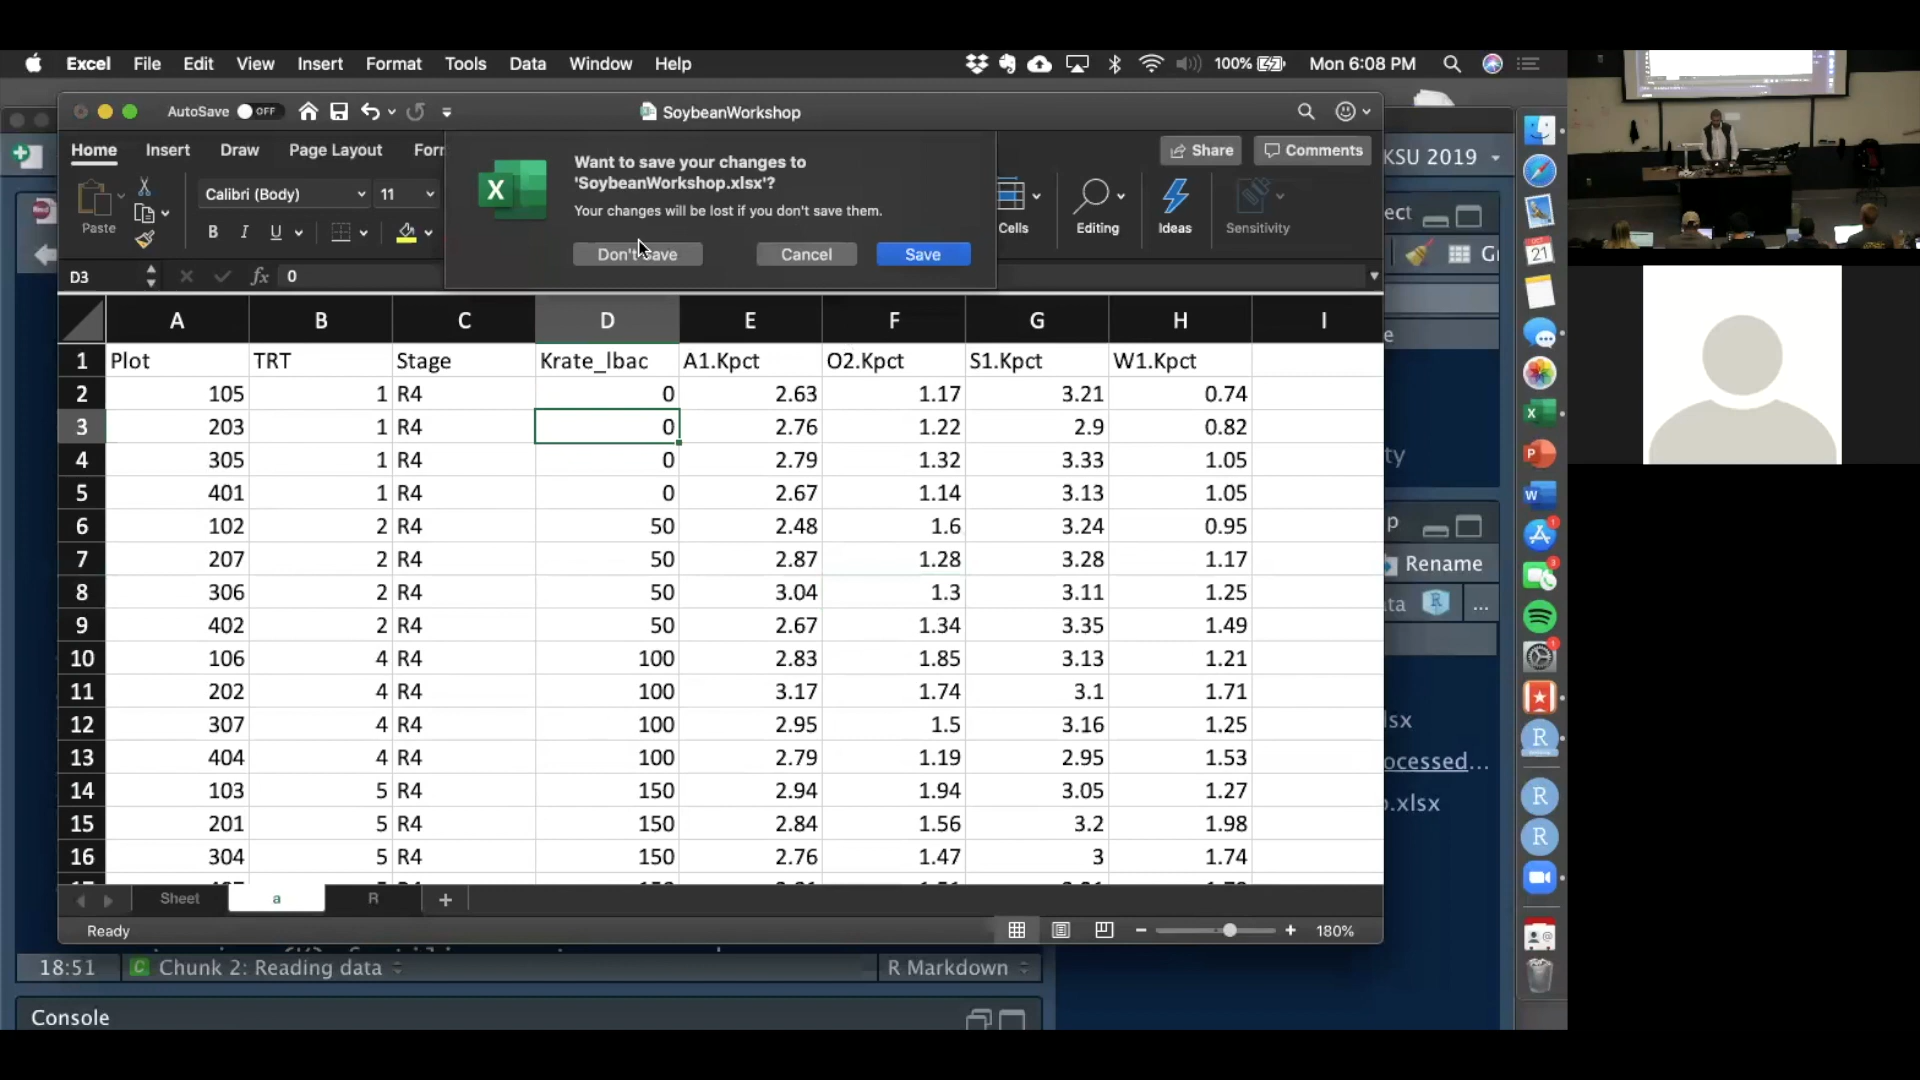 Excel File Edit View Insert Format Tools Data Window Help 100% Mon 6:08 PM
AutoSave OFF SoybeanWorkshop
Home Insert Draw Page Layout Share Comments KSU 2019
Want to save your changes to
'SoybeanWorkshop.xlsx'?
Your changes will be lost if you don't save them.
Don't Save Cancel Save
Calibri (Body) 11
Paste B I U Cells Editing Ideas Sensitivity
D3 fx 0
A B C D E F G H I
1 Plot TRT Stage Krate_lbac A1.Kpct O2.Kpct S1.Kpct W1.Kpct
2 105 1 R4 0 2.63 1.17 3.21 0.74
3 203 1 R4 0 2.76 1.22 2.9 0.82
4 305 1 R4 0 2.79 1.32 3.33 1.05
5 401 1 R4 0 2.67 1.14 3.13 1.05
6 102 2 R4 50 2.48 1.6 3.24 0.95
7 207 2 R4 50 2.87 1.28 3.28 1.17
8 306 2 R4 50 3.04 1.3 3.11 1.25
9 402 2 R4 50 2.67 1.34 3.35 1.49
10 106 4 R4 100 2.83 1.85 3.13 1.21
11 202 4 R4 100 3.17 1.74 3.1 1.71
12 307 4 R4 100 2.95 1.5 3.16 1.25
13 404 4 R4 100 2.79 1.19 2.95 1.53
14 103 5 R4 150 2.94 1.94 3.05 1.27
15 201 5 R4 150 2.84 1.56 3.2 1.98
16 304 5 R4 150 2.76 1.47 3 1.74
Sheet a R +
Ready 180%
Rename
ocessed...
.xlsx
18:51 C Chunk 2: Reading data R Markdown
Console